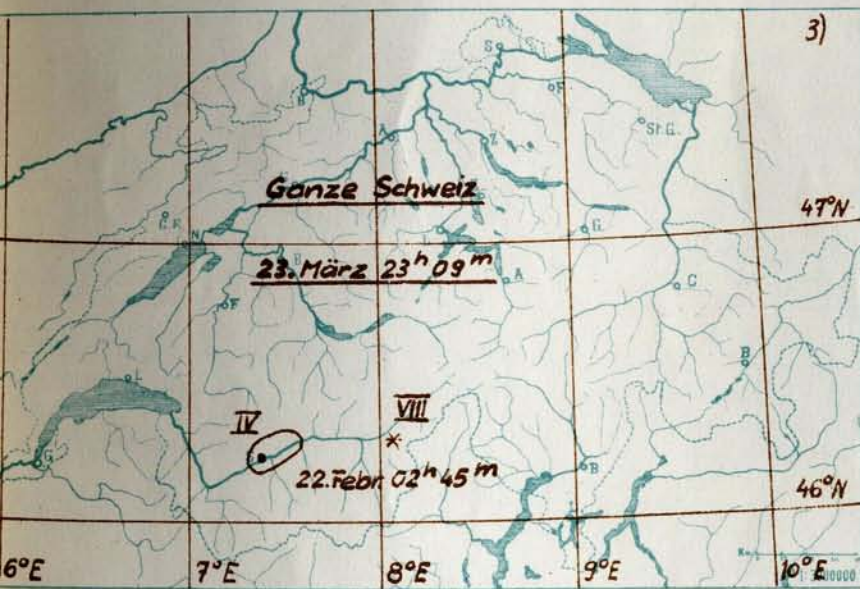 3)
S
B
F
A
St.G.
Z
Ganze Schweiz
47°N
N
G.
B
23. März 23ʰ 09ᵐ
A
C
F
B
L
IV
VIII
G
B
22. Febr. 02ʰ 45ᵐ
46°N
6°E
7°E
8°E
9°E
10°E